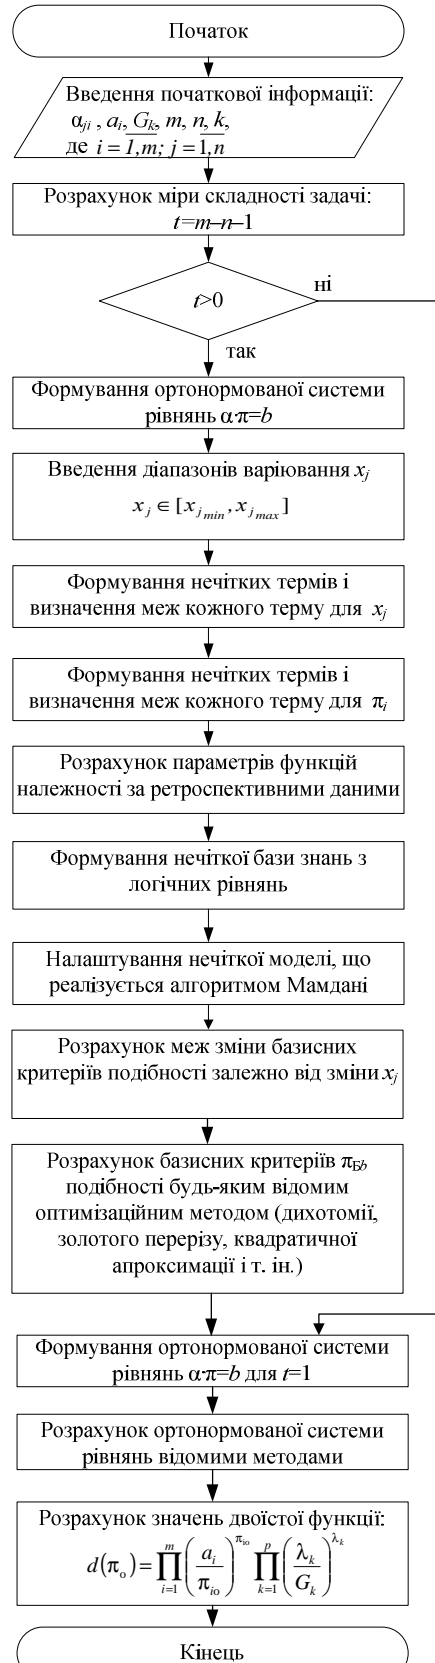 Початок
Введення початкової інформації:
αji , ai, Gk, m, n, k,
де i = 1,m; j = 1,n
Розрахунок міри складності задачі:
t=m–n–1
t>0
ні
так
Формування ортонормованої системи
рівнянь α·π=b
Введення діапазонів варіювання xj
xj ∈ [xjmin, xjmax]
Формування нечітких термів і
визначення меж кожного терму для xj
Формування нечітких термів і
визначення меж кожного терму для πi
Розрахунок параметрів функцій
належності за ретроспективними даними
Формування нечіткої бази знань з
логічних рівнянь
Налаштування нечіткої моделі, що
реалізується алгоритмом Мамдані
Розрахунок меж зміни базисних
критеріїв подібності залежно від зміни xj
Розрахунок базисних критеріїв πБb
подібності будь-яким відомим
оптимізаційним методом (дихотомії,
золотого перерізу, квадратичної
апроксимації і т. ін.)
Формування ортонормованої системи
рівнянь α·π=b для t=1
Розрахунок ортонормованої системи
рівнянь відомими методами
Розрахунок значень двоїстої функції:
d(πo) = ∏_{i=1}^{m} (ai/πio)^{πio} ∏_{k=1}^{p} (λk/Gk)^{λk}
Кінець